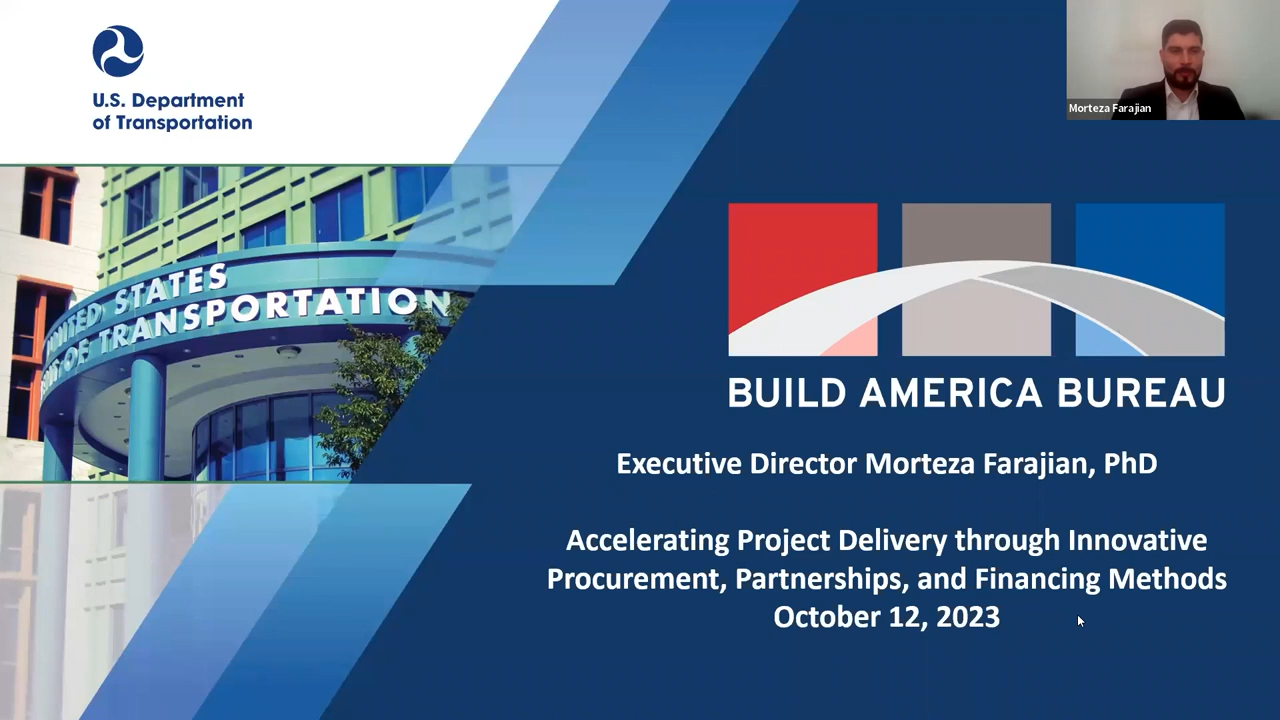 U.S. Department
of Transportation
Morteza Farajian
UNITED STATES
OF TRANSPORTATION
BUILD AMERICA BUREAU
Executive Director Morteza Farajian, PhD
Accelerating Project Delivery through Innovative
Procurement, Partnerships, and Financing Methods
October 12, 2023